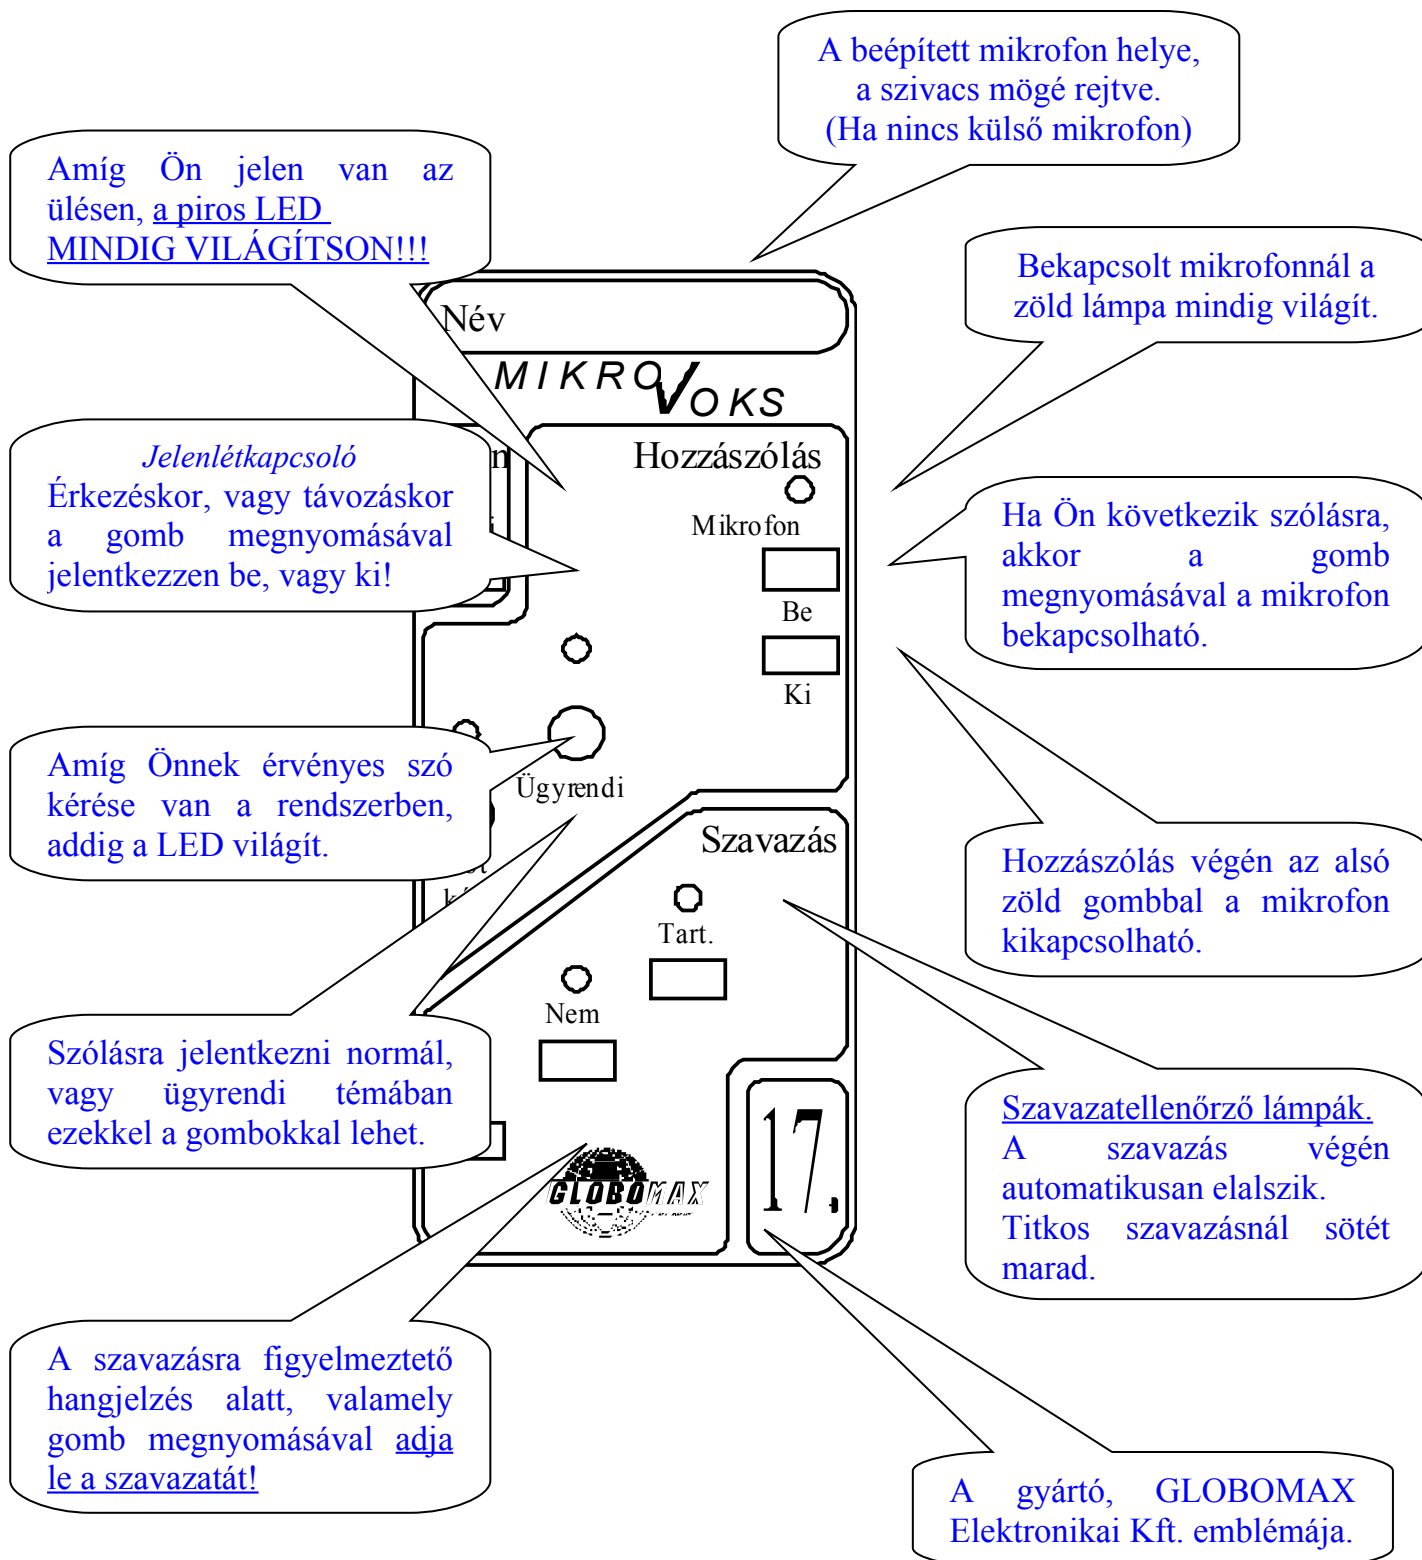 A beépített mikrofon helye,
a szivacs mögé rejtve.
(Ha nincs külső mikrofon)
Amíg Ön jelen van az
ülésen, a piros LED
MINDIG VILÁGÍTSON!!!
Bekapcsolt mikrofonnál a
zöld lámpa mindig világít.
Név
MIKRO VOKS
Jelenlétkapcsoló
Érkezéskor, vagy távozáskor
a gomb megnyomásával
jelentkezzen be, vagy ki!
Hozzászólás
Mikrofon
Be
Ki
Ha Ön következik szólásra,
akkor a gomb
megnyomásával a mikrofon
bekapcsolható.
Amíg Önnek érvényes szó
kérése van a rendszerben,
addig a LED világít.
Ügyrendi
Szavazás
Tart.
Nem
Hozzászólás végén az alsó
zöld gombbal a mikrofon
kikapcsolható.
Szólásra jelentkezni normál,
vagy ügyrendi témában
ezekkel a gombokkal lehet.
17.
GLOBOMAX
Szavazatellenőrző lámpák.
A szavazás végén
automatikusan elalszik.
Titkos szavazásnál sötét
marad.
A szavazásra figyelmeztető
hangjelzés alatt, valamely
gomb megnyomásával adja
le a szavazatát!
A gyártó, GLOBOMAX
Elektronikai Kft. emblémája.